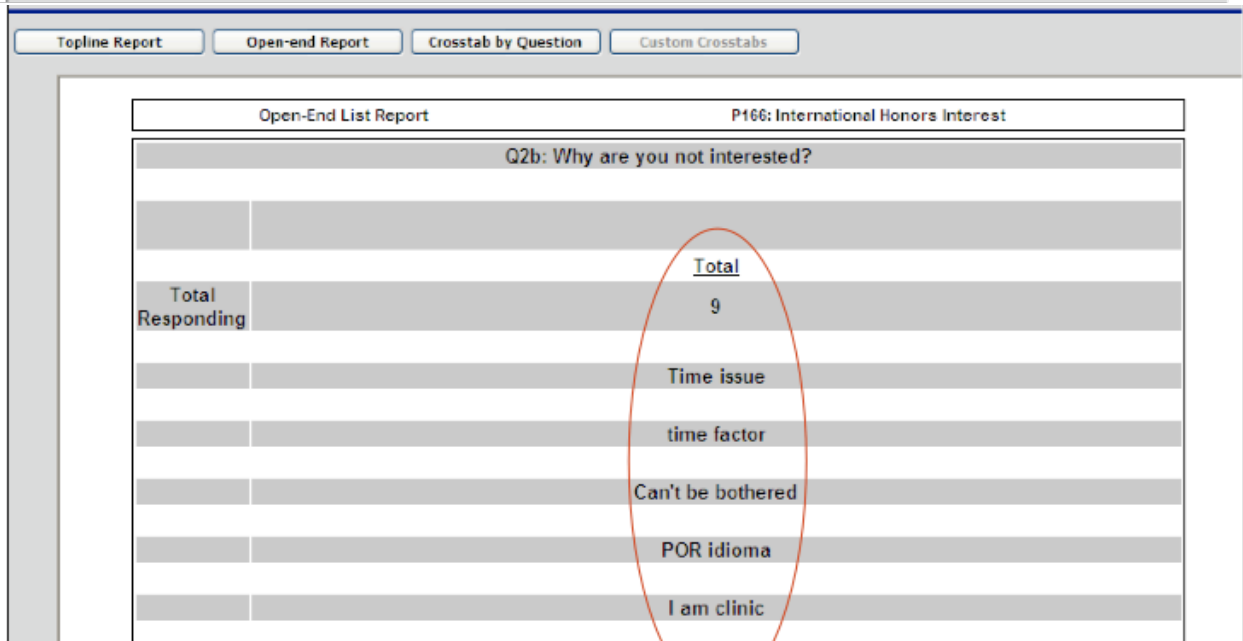 Topline Report Open-end Report Crosstab by Question Custom Crosstabs
Open-End List Report P166: International Honors Interest
Q2b: Why are you not interested?
Total
Total
Responding
9
Time issue
time factor
Can't be bothered
POR idioma
I am clinic